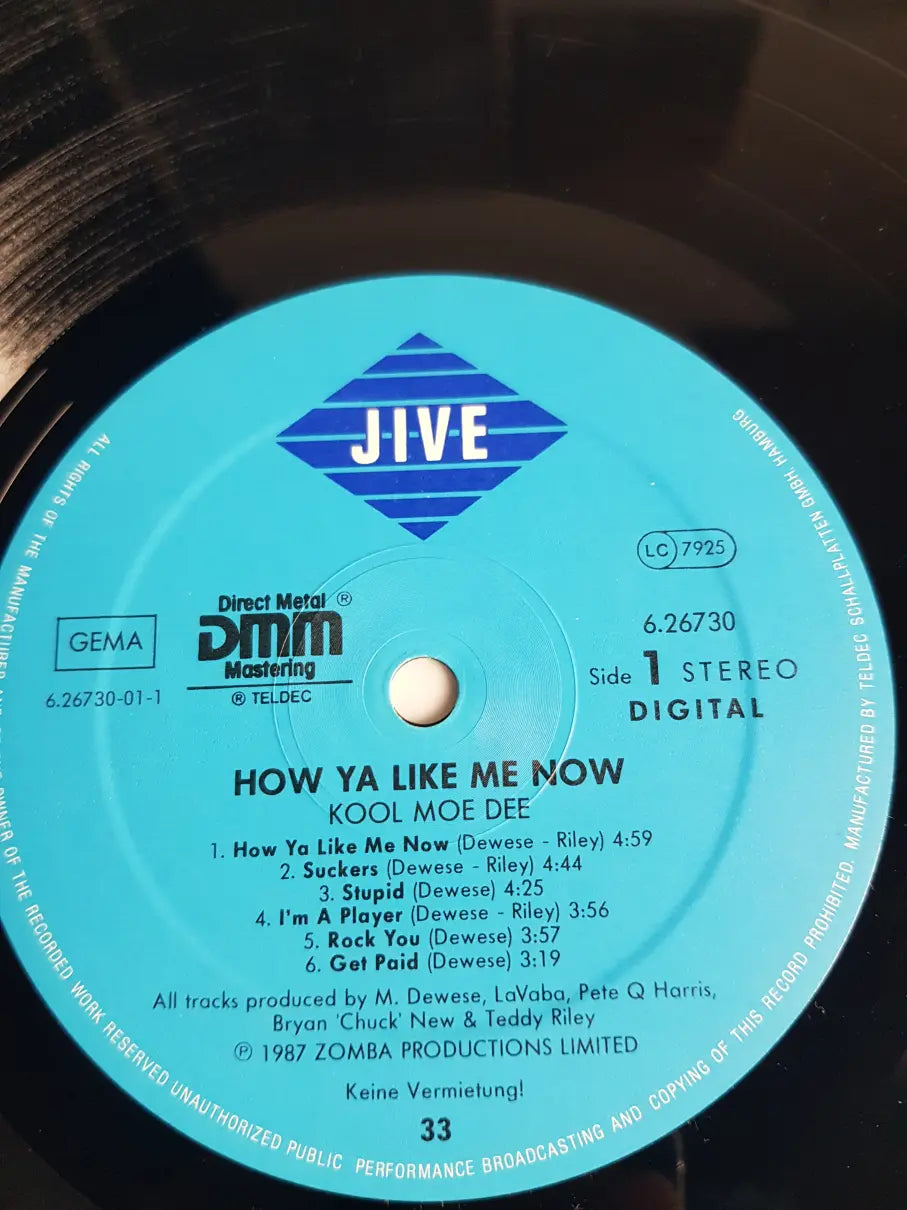 JIVE
LC 7925
Direct Metal ®
DMM
Mastering
® TELDEC
GEMA
6.26730-01-1
6.26730
Side 1 STEREO
DIGITAL
HOW YA LIKE ME NOW
KOOL MOE DEE
1. How Ya Like Me Now (Dewese - Riley) 4:59
2. Suckers (Dewese - Riley) 4:44
3. Stupid (Dewese) 4:25
4. I'm A Player (Dewese - Riley) 3:56
5. Rock You (Dewese) 3:57
6. Get Paid (Dewese) 3:19
All tracks produced by M. Dewese, LaVaba, Pete Q Harris,
Bryan 'Chuck' New & Teddy Riley
℗ 1987 ZOMBA PRODUCTIONS LIMITED
Keine Vermietung!
33
ALL RIGHTS OF THE MANUFACTURER OWNER OF THE RECORDED WORK RESERVED UNAUTHORIZED PUBLIC PERFORMANCE BROADCASTING AND COPYING OF THIS RECORD PROHIBITED. MANUFACTURED BY TELDEC SCHALLPLATTEN GMBH, HAMBURG